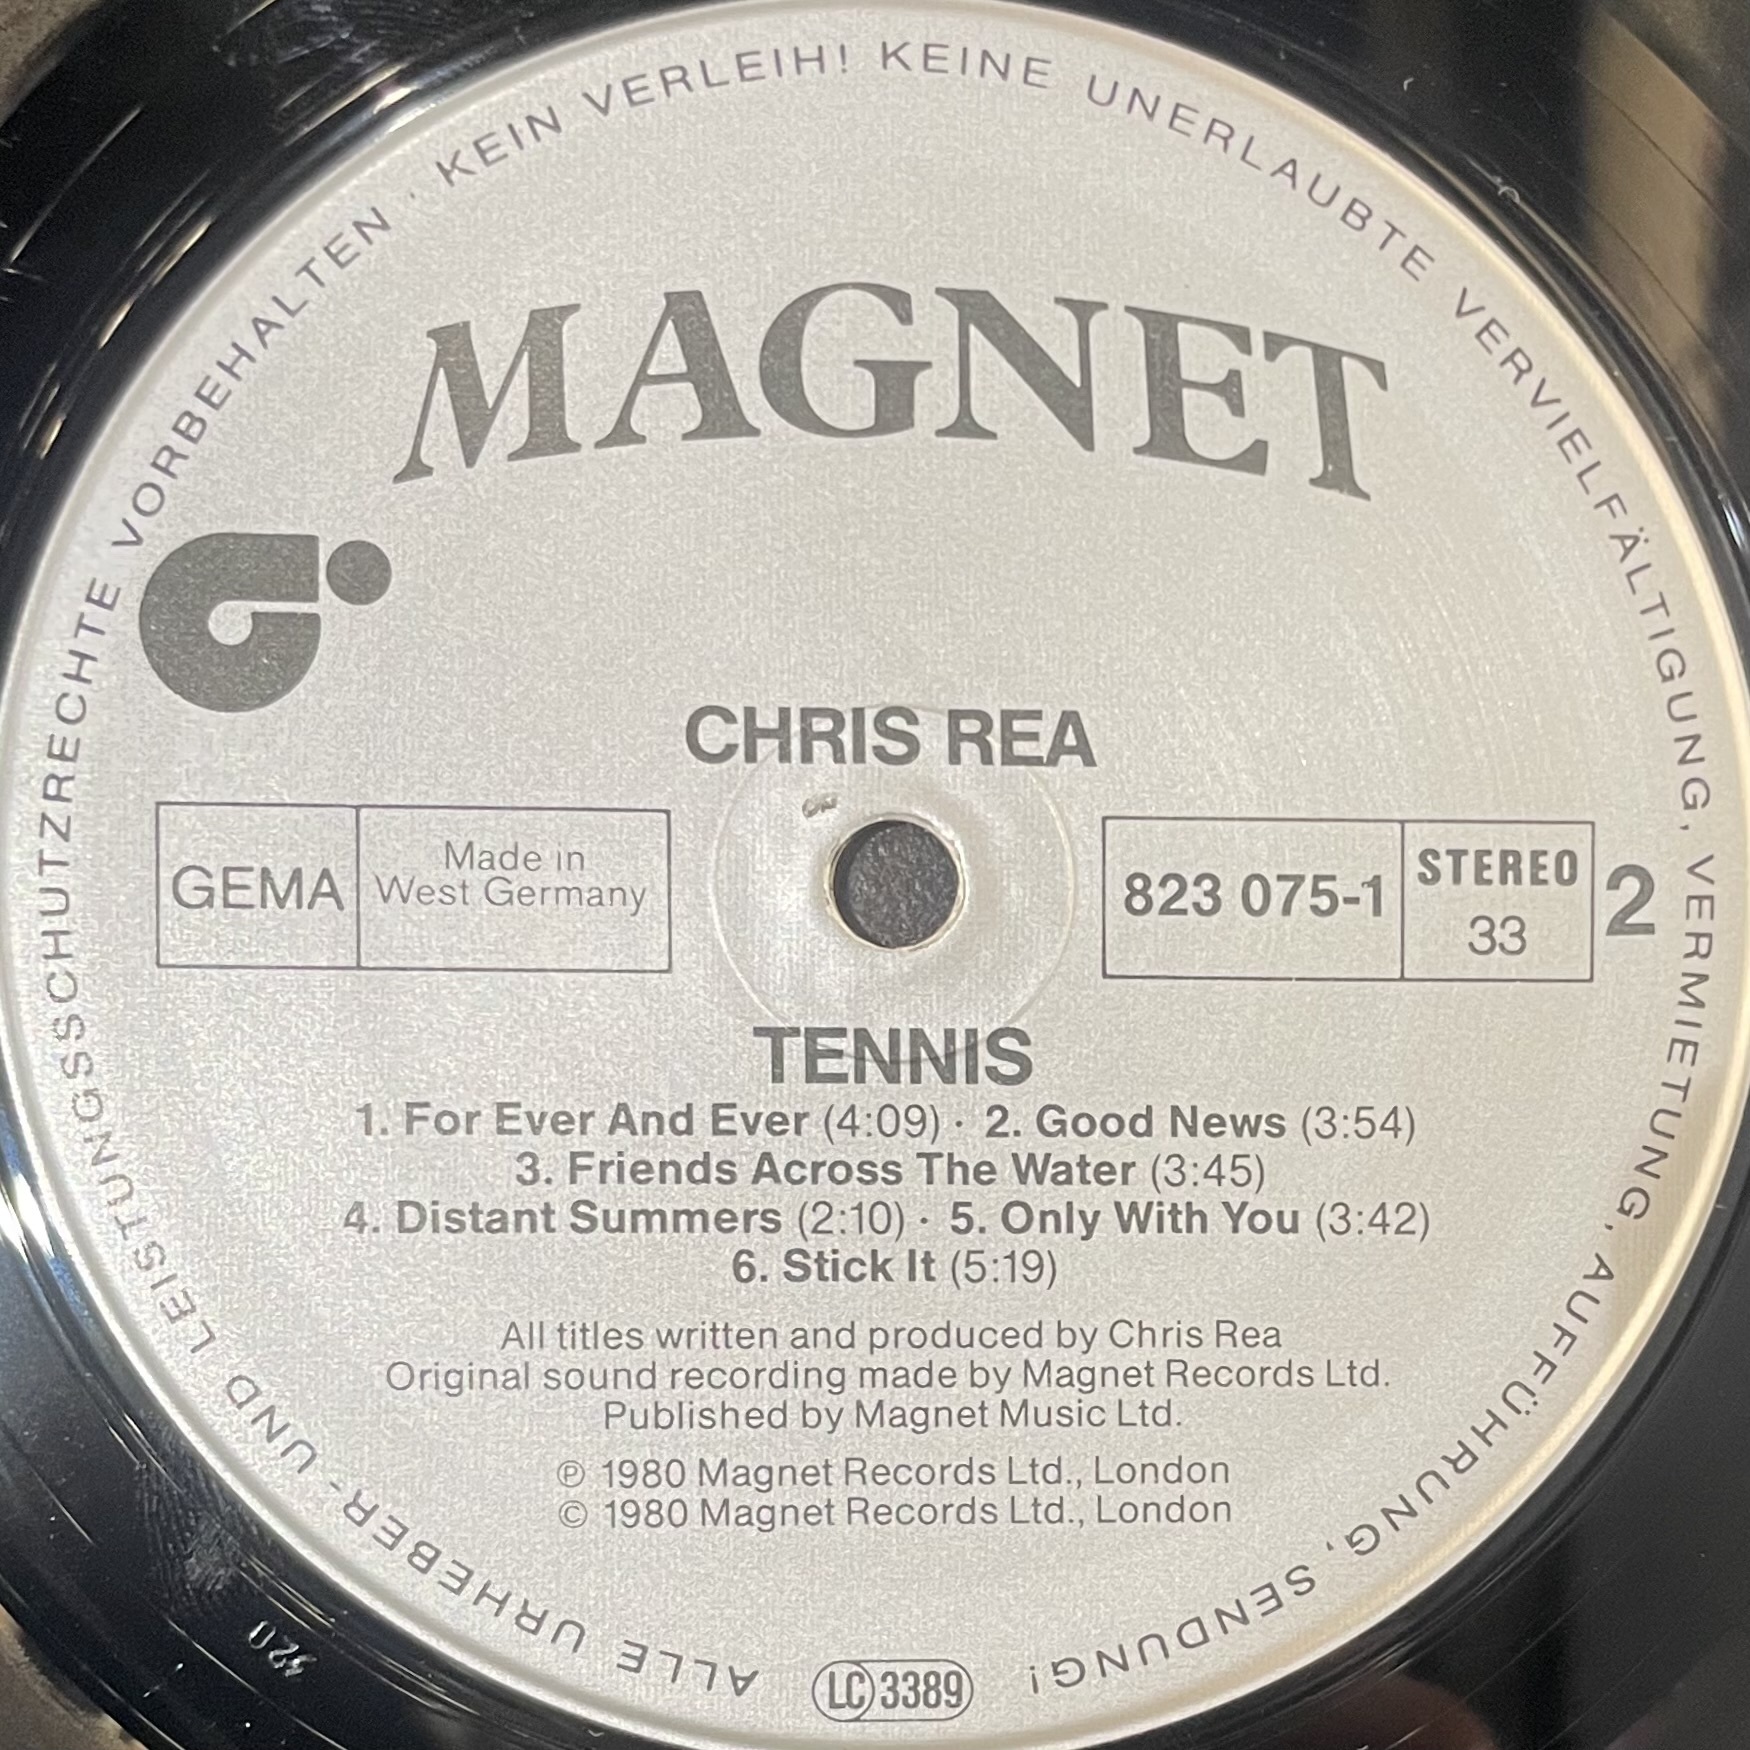 ALLE URHEBER- UND LEISTUNGSSCHUTZRECHTE VORBEHALTEN · KEIN VERLEIH! KEINE UNERLAUBTE VERVIELFÄLTIGUNG, VERMIETUNG, AUFFÜHRUNG, SENDUNG!
MAGNET
CHRIS REA
GEMA
Made in
West Germany
823 075-1
STEREO
33
2
TENNIS
1. For Ever And Ever (4:09) · 2. Good News (3:54)
3. Friends Across The Water (3:45)
4. Distant Summers (2:10) · 5. Only With You (3:42)
6. Stick It (5:19)
All titles written and produced by Chris Rea
Original sound recording made by Magnet Records Ltd.
Published by Magnet Music Ltd.
℗ 1980 Magnet Records Ltd., London
© 1980 Magnet Records Ltd., London
LC 3389
320